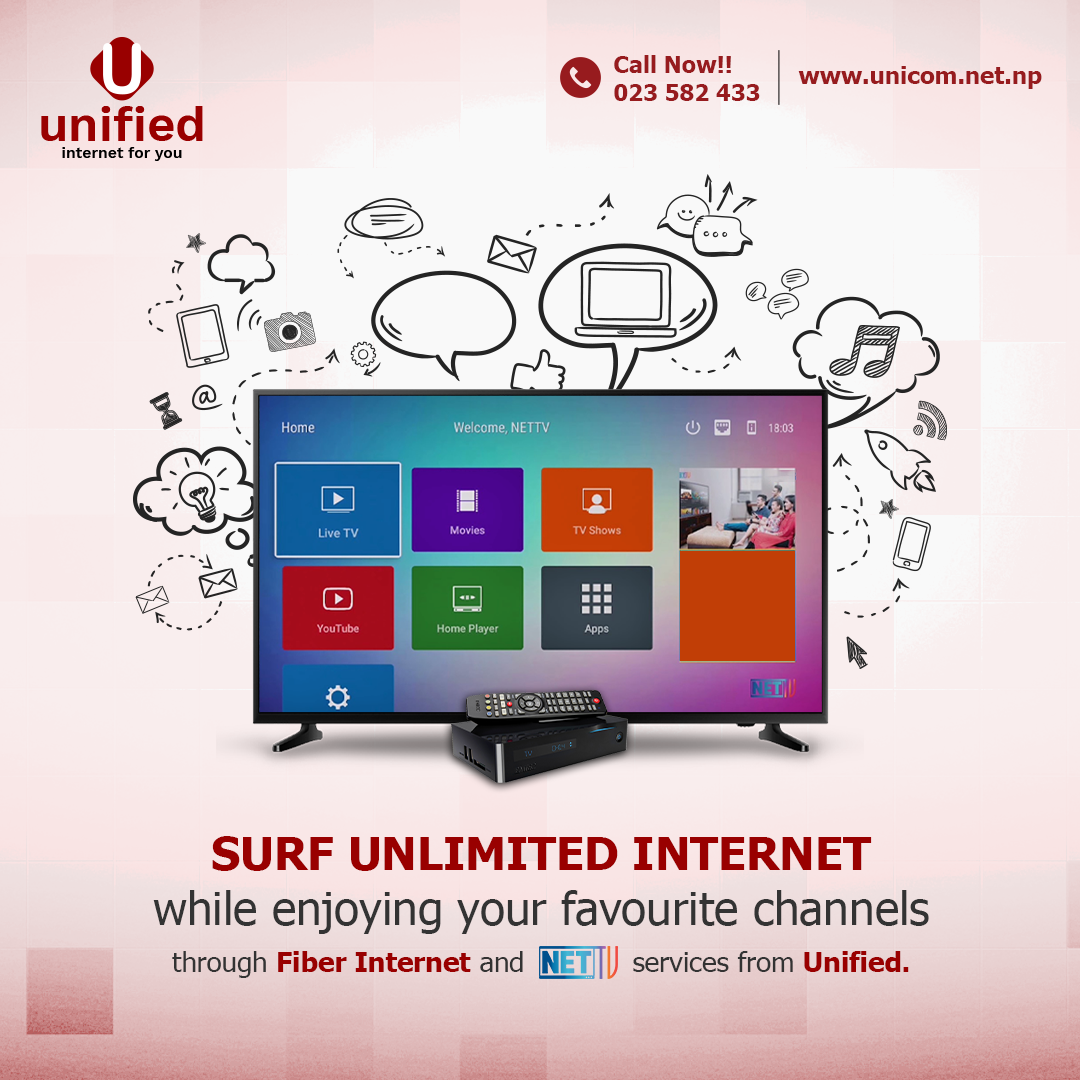 U
unified
internet for you
Call Now!!
023 582 433
www.unicom.net.np
@
Home
Welcome, NETTV
18:03
Live TV
Movies
TV Shows
YouTube
Home Player
Apps
NETTV
SURF UNLIMITED INTERNET
while enjoying your favourite channels
through Fiber Internet and NETTV services from Unified.